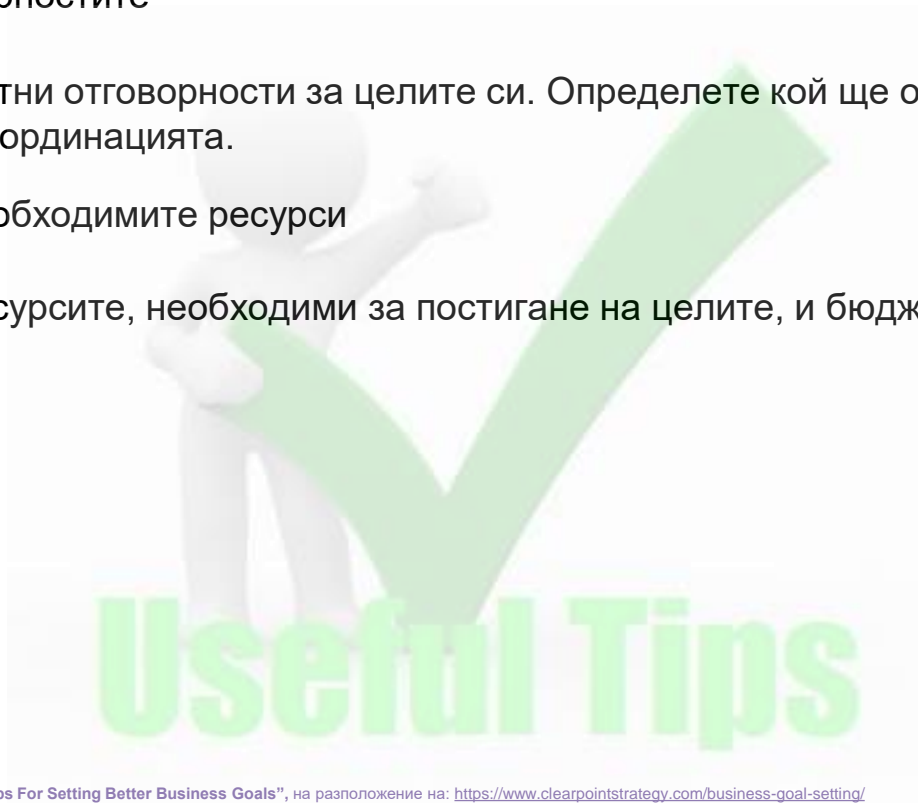 тни отговорности за целите си. Определете кой ще о
ординацията.
обходимите ресурси
сурсите, необходими за постигане на целите, и бюдж
Useful Tips
ps For Setting Better Business Goals”, на разположение на: https://www.clearpointstrategy.com/business-goal-setting/